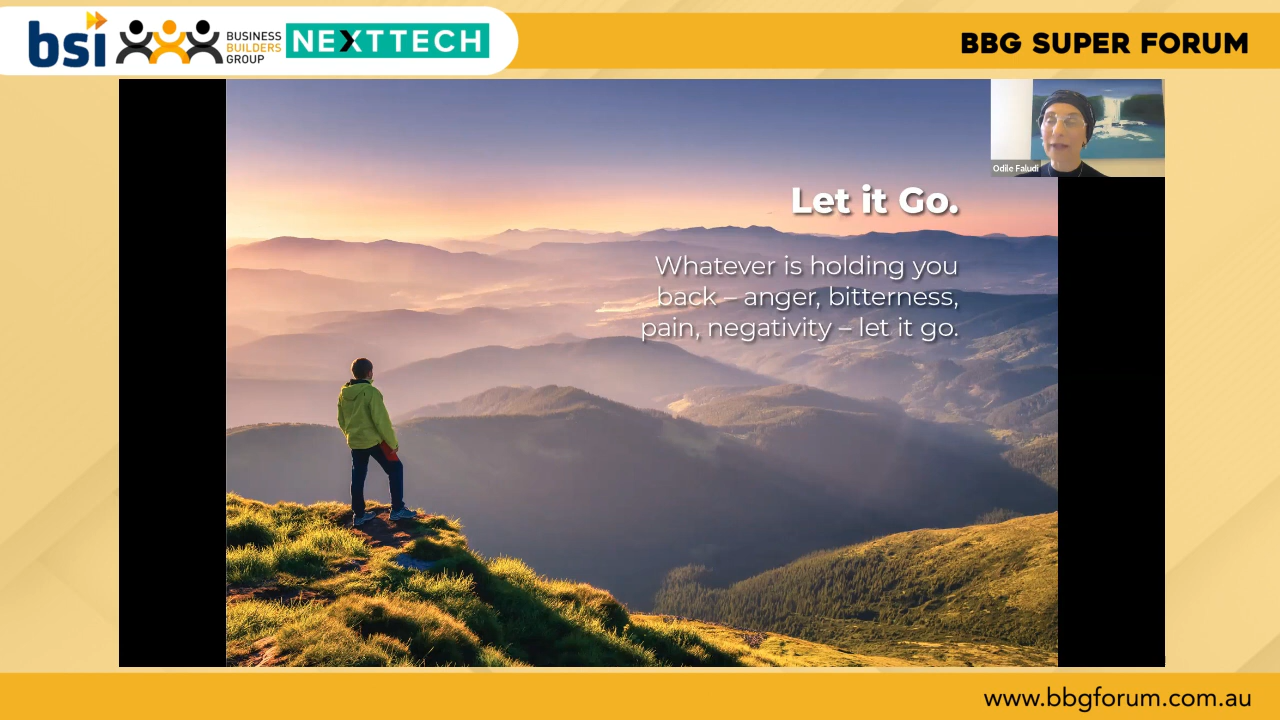 bsi
BUSINESS
BUILDERS
GROUP
NEXTTECH
BBG SUPER FORUM
Odile Faludi
Let it Go.
Whatever is holding you
back – anger, bitterness,
pain, negativity – let it go.
www.bbgforum.com.au